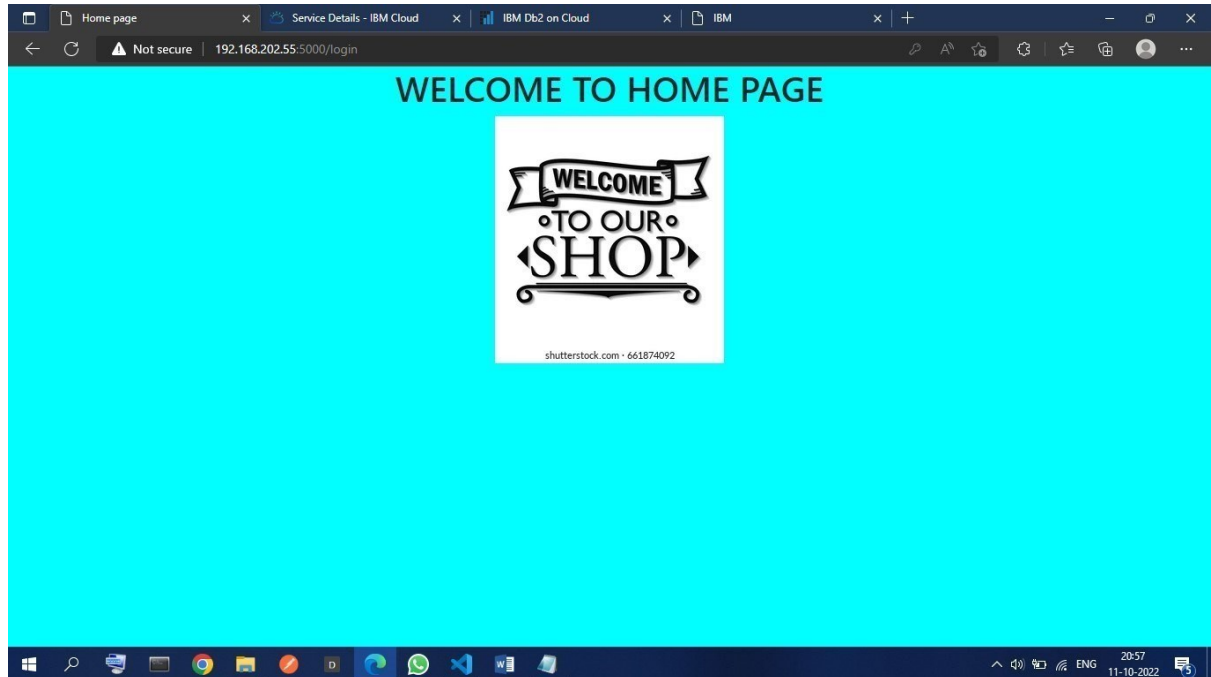 Home page
Service Details - IBM Cloud
IBM Db2 on Cloud
IBM
Not secure
192.168.202.55:5000/login
WELCOME TO HOME PAGE
WELCOME
TO OUR
SHOP
shutterstock.com · 661874092
ENG
20:57
11-10-2022